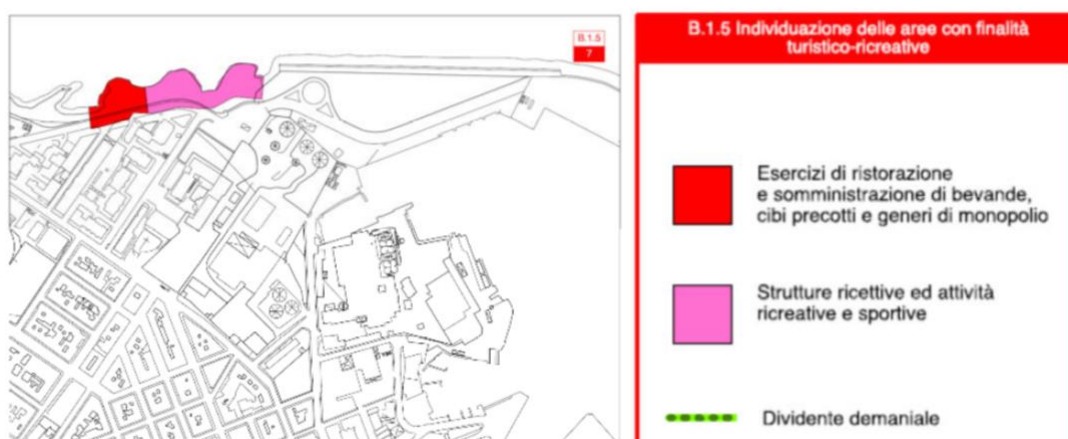 B.1.5
7
B.1.5 Individuazione delle aree con finalità
turistico-ricreative
Esercizi di ristorazione
e somministrazione di bevande,
cibi precotti e generi di monopolio
Strutture ricettive ed attività
ricreative e sportive
Dividente demaniale